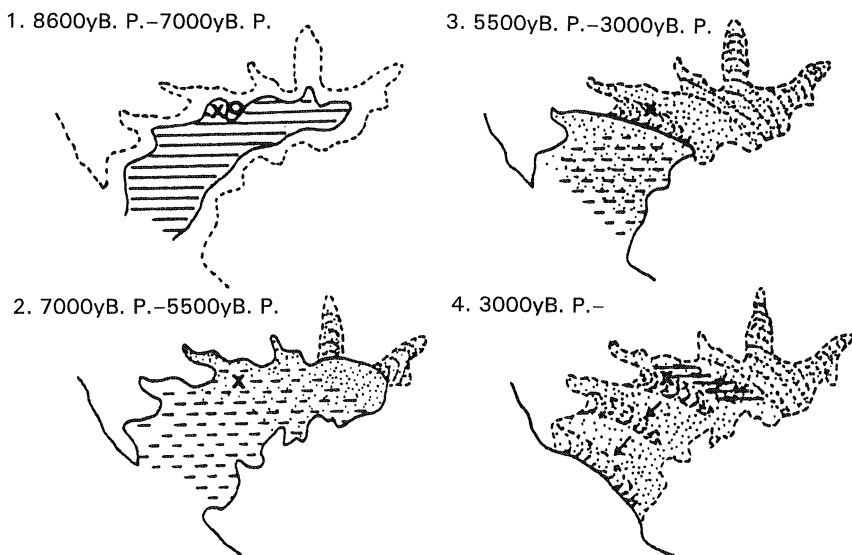 1. 8600yB. P.–7000yB. P.
2. 7000yB. P.–5500yB. P.
3. 5500yB. P.–3000yB. P.
4. 3000yB. P.–